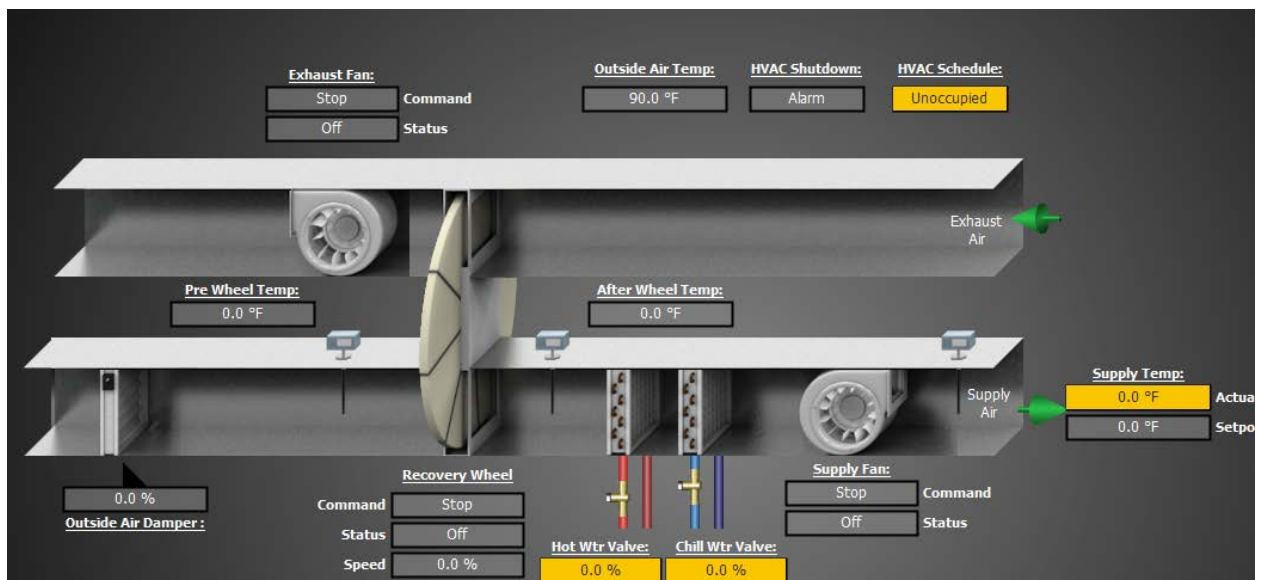 Exhaust Fan:
Stop Command
Off Status
Outside Air Temp:
90.0 °F
HVAC Shutdown:
Alarm
HVAC Schedule:
Unoccupied
Exhaust
Air
Pre Wheel Temp:
0.0 °F
After Wheel Temp:
0.0 °F
Supply
Air
Supply Temp:
0.0 °F Actua
0.0 °F Setpo
0.0 %
Outside Air Damper :
Recovery Wheel
Command Stop
Status Off
Speed 0.0 %
Hot Wtr Valve:
0.0 %
Chill Wtr Valve:
0.0 %
Supply Fan:
Stop Command
Off Status